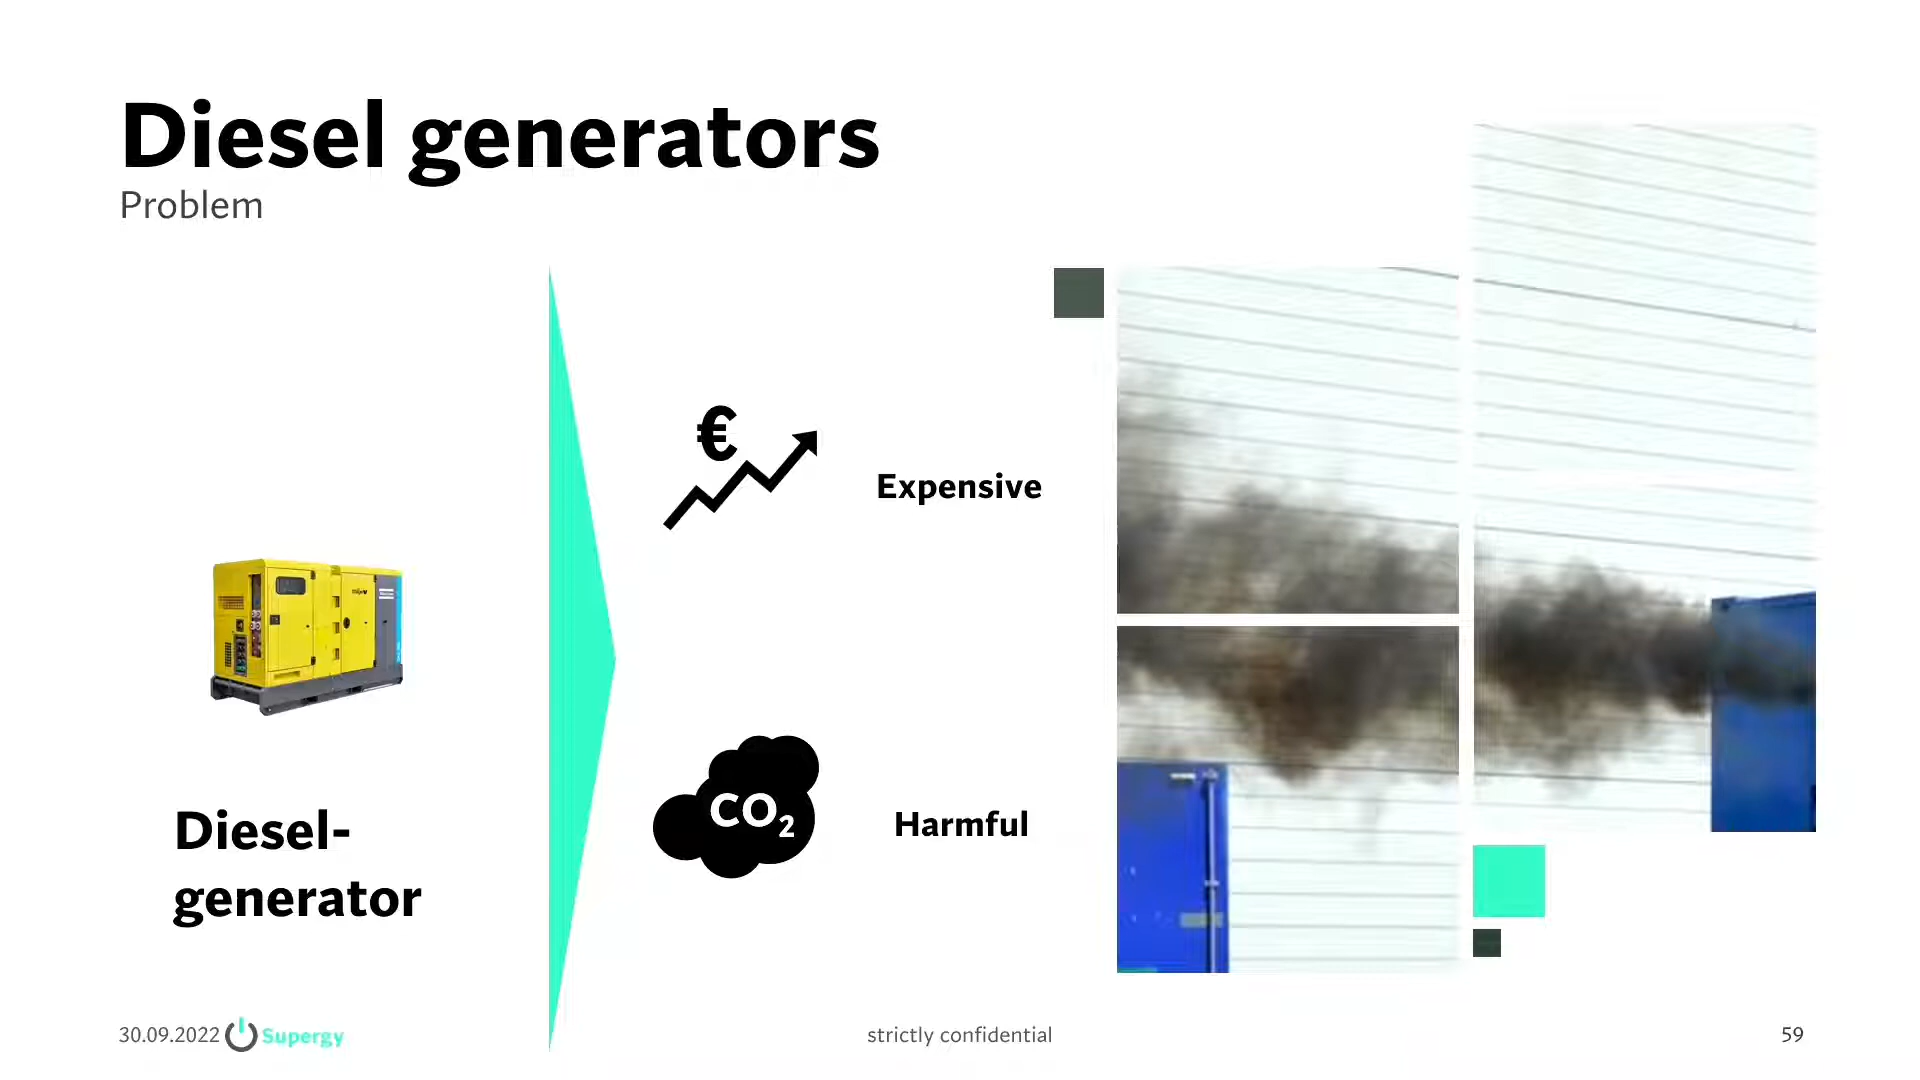 Diesel generators
Problem
€
Expensive
CO₂
Harmful
Diesel-
generator
30.09.2022 Supergy
strictly confidential
59